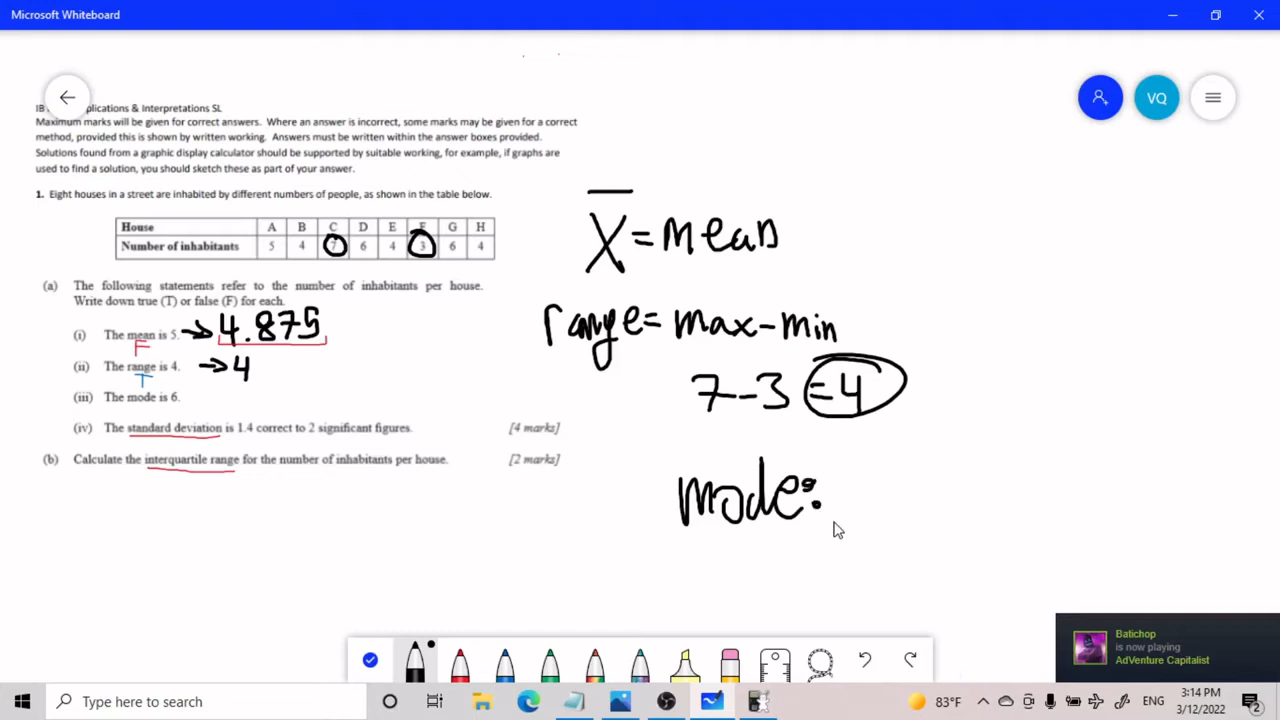 Microsoft Whiteboard
VQ
IB plications & Interpretations SL
Maximum marks will be given for correct answers. Where an answer is incorrect, some marks may be given for a correct
method, provided this is shown by written working. Answers must be written within the answer boxes provided.
Solutions found from a graphic display calculator should be supported by suitable working, for example, if graphs are
used to find a solution, you should sketch these as part of your answer.
1. Eight houses in a street are inhabited by different numbers of people, as shown in the table below.
House A B C D E F G H
Number of inhabitants 5 4 7 6 4 3 6 4
(a) The following statements refer to the number of inhabitants per house.
Write down true (T) or false (F) for each.
(i) The mean is 5. → 4.875
F
(ii) The range is 4. → 4
T
(iii) The mode is 6.
(iv) The standard deviation is 1.4 correct to 2 significant figures. [4 marks]
(b) Calculate the interquartile range for the number of inhabitants per house. [2 marks]
X̄ = mean
range= max-min
7-3 =4
mode:
Batichop
is now playing
AdVenture Capitalist
Type here to search
83°F
ENG
3:14 PM
3/12/2022
2